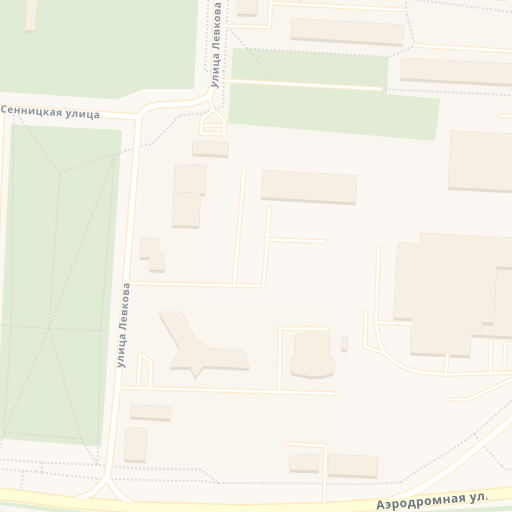 улица Левкова
Сенницкая улица
улица Левкова
Аэродромная ул.